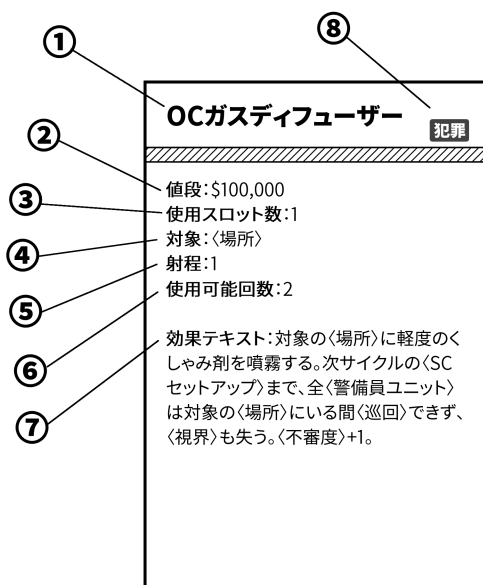 ①
⑧
OCガスディフューザー
犯罪
②
値段:$100,000
③
使用スロット数:1
④
対象:〈場所〉
⑤
射程:1
⑥
使用可能回数:2
⑦
効果テキスト:対象の〈場所〉に軽度のく
しゃみ剤を噴霧する。次サイクルの〈SC
セットアップ〉まで、全〈警備員ユニット〉
は対象の〈場所〉にいる間〈巡回〉できず、
〈視界〉も失う。〈不審度〉+1。